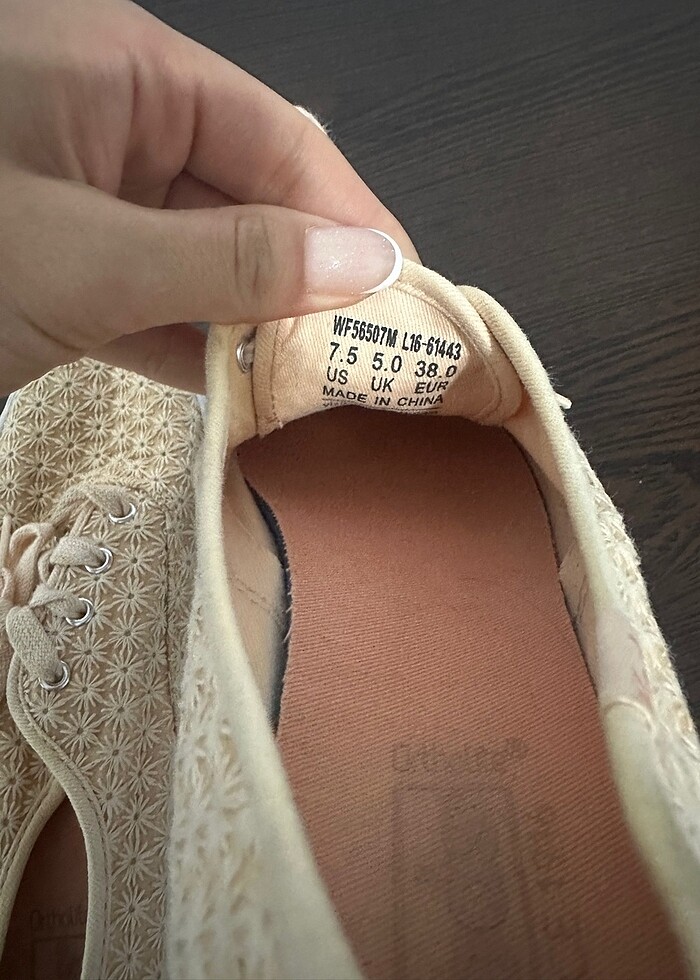 WF56507M L16-61443
7.5 5.0 38.0
US UK EUR
MADE IN CHINA